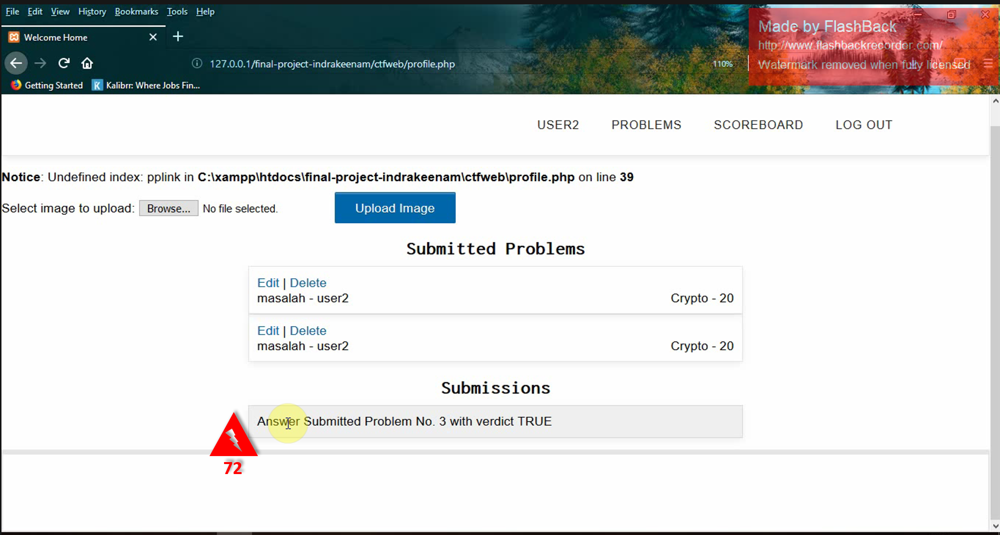 File Edit View History Bookmarks Tools Help
Made by FlashBack
Welcome Home
http://www.flashbackrecorder.com/
127.0.0.1/final-project-indrakeenam/ctfweb/profile.php
110%
Watermark removed when fully licensed
Getting Started
Kalibrr: Where Jobs Fin...
USER2 PROBLEMS SCOREBOARD LOG OUT
Notice: Undefined index: pplink in C:\xampp\htdocs\final-project-indrakeenam\ctfweb\profile.php on line 39
Select image to upload: Browse... No file selected. Upload Image
Submitted Problems
Edit | Delete
masalah - user2 Crypto - 20
Edit | Delete
masalah - user2 Crypto - 20
Submissions
Answer Submitted Problem No. 3 with verdict TRUE
72